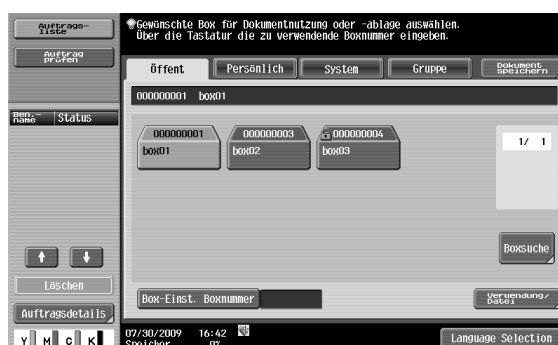 Auftrags-
liste
Auftrag
prüfen
Ben.-
name
Status
Löschen
Auftragsdetails
Y M C K
Gewünschte Box für Dokumentnutzung oder -ablage auswählen.
Über die Tastatur die zu verwendende Boxnummer eingeben.
Öffent Persönlich System Gruppe
Dokument
speichern
000000001 box01
000000001 000000003 000000004
box01 box02 box03
1/ 1
Boxsuche
Box-Einst. Boxnummer
Verwendung/
Datei
07/30/2009 16:42
Speicher 0%
Language Selection